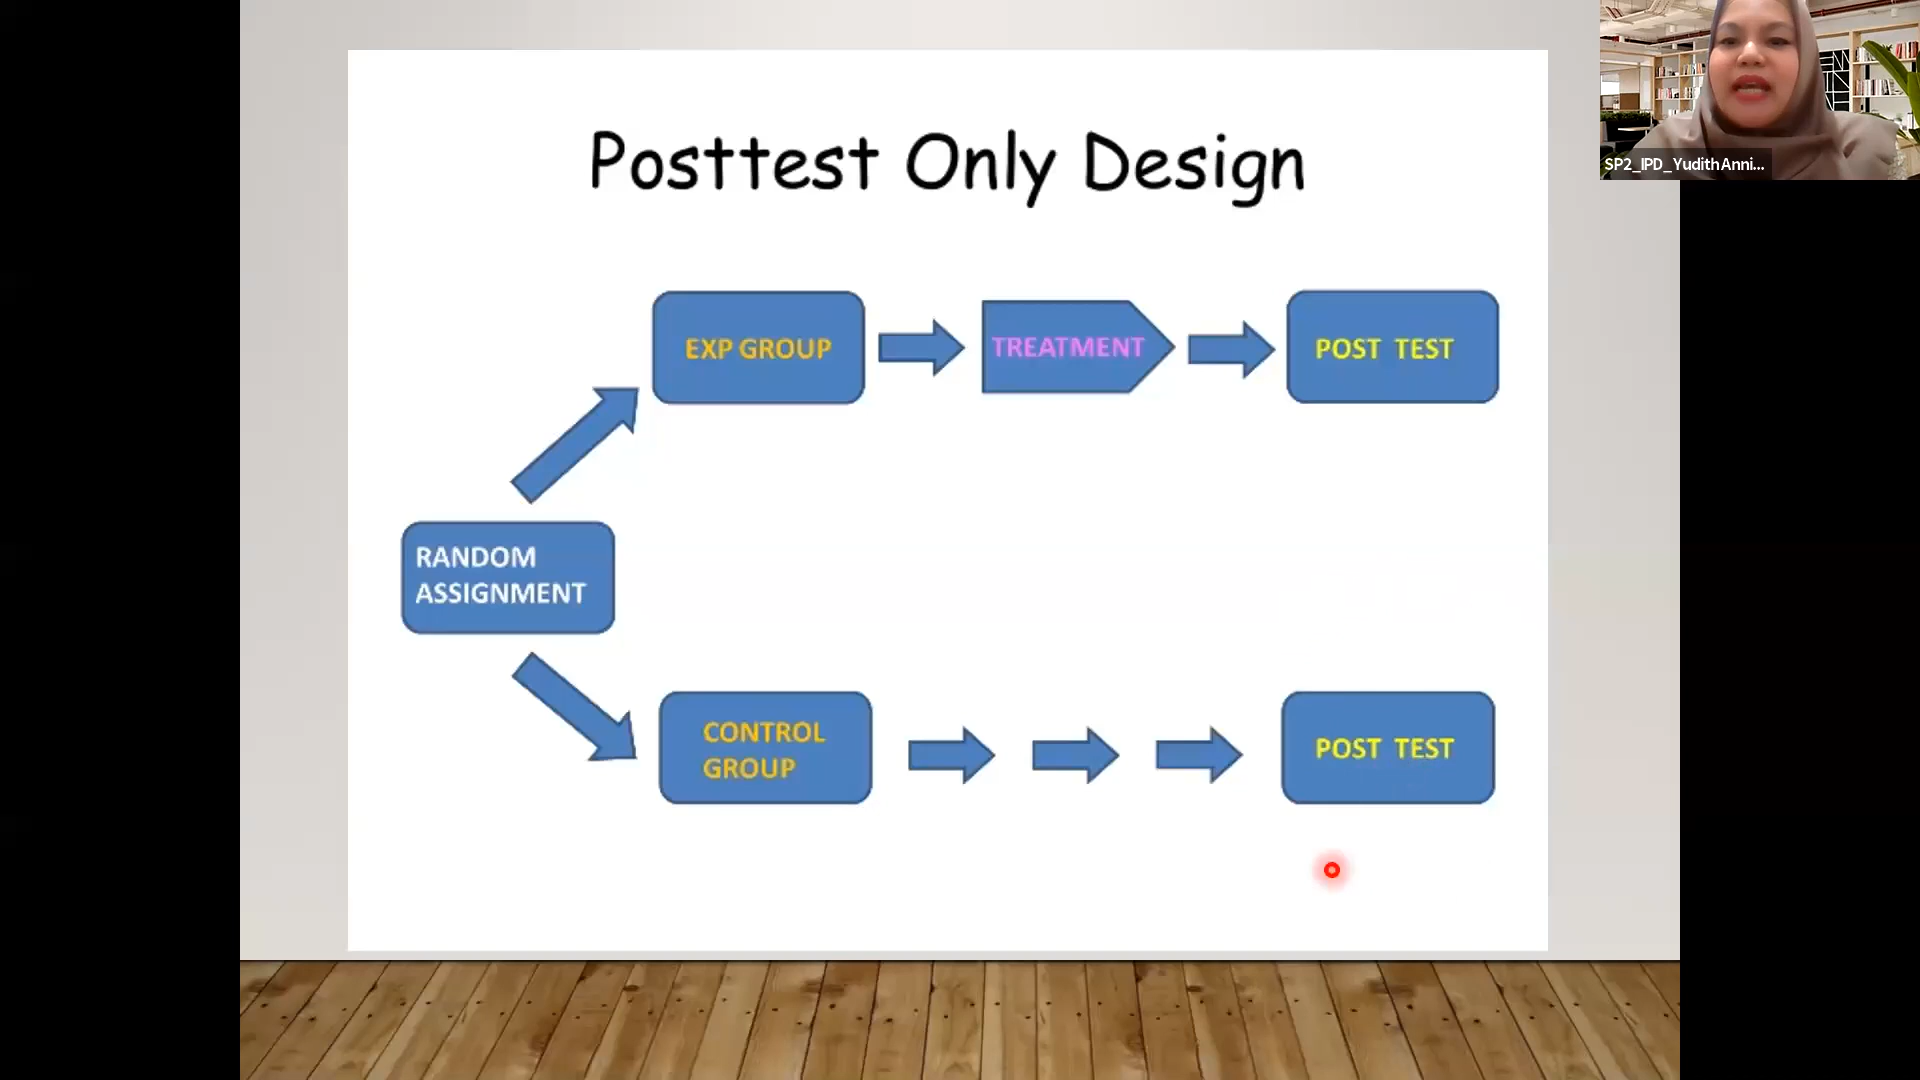 SP2_IPD_YudithAnni...
Posttest Only Design
EXP GROUP
TREATMENT
POST TEST
RANDOM
ASSIGNMENT
CONTROL
GROUP
POST TEST